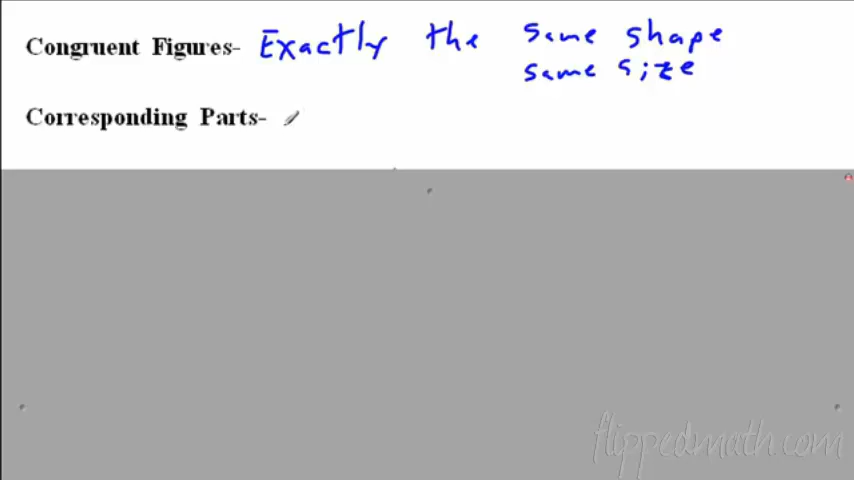 Congruent Figures- Exactly the same shape
same size
Corresponding Parts-
flippedmath.com